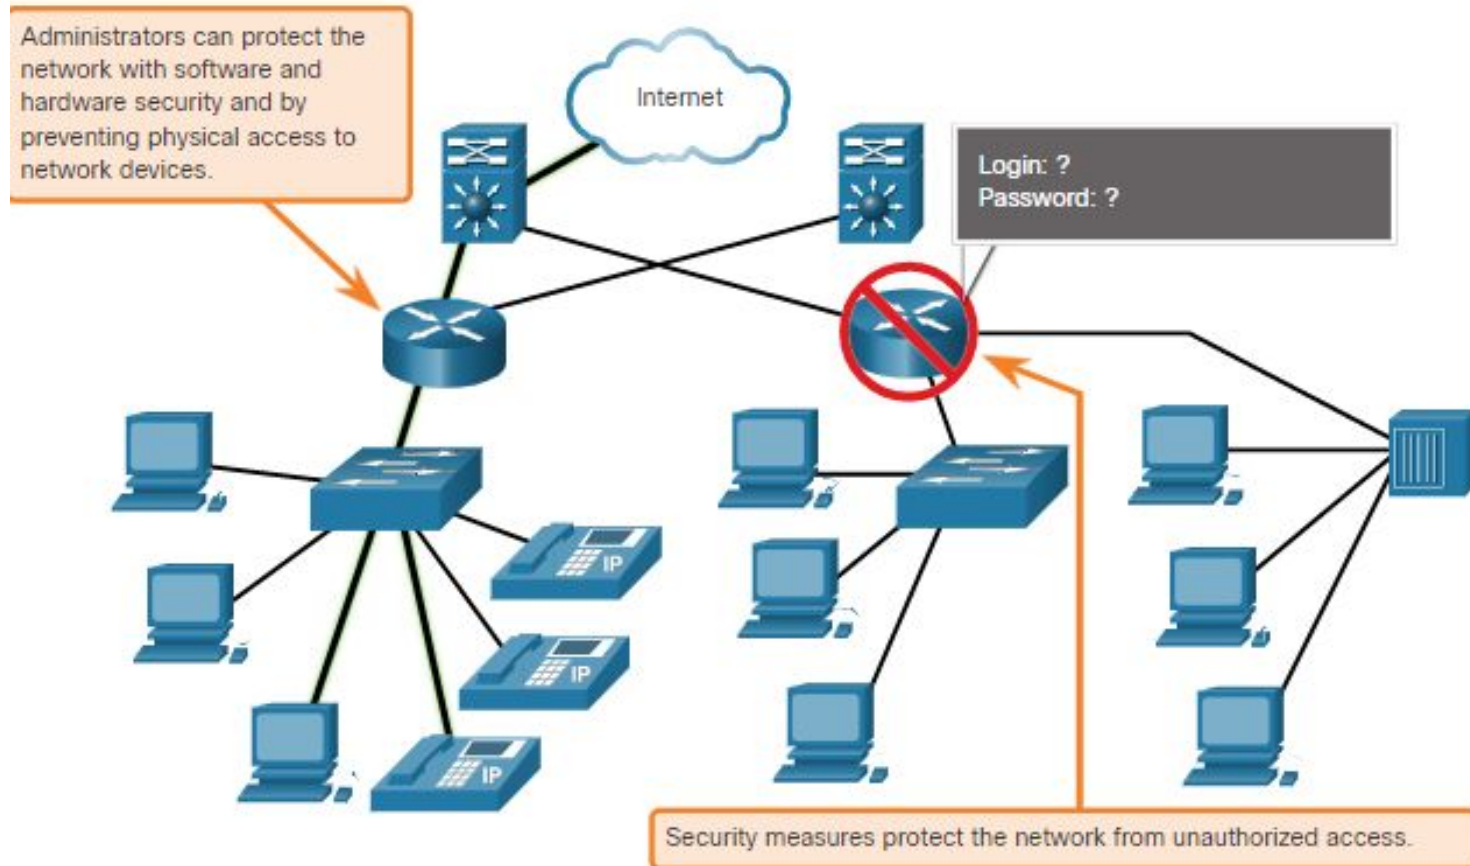 Administrators can protect the
network with software and
hardware security and by
preventing physical access to
network devices.
Internet
Login: ?
Password: ?
IP
IP
IP
Security measures protect the network from unauthorized access.